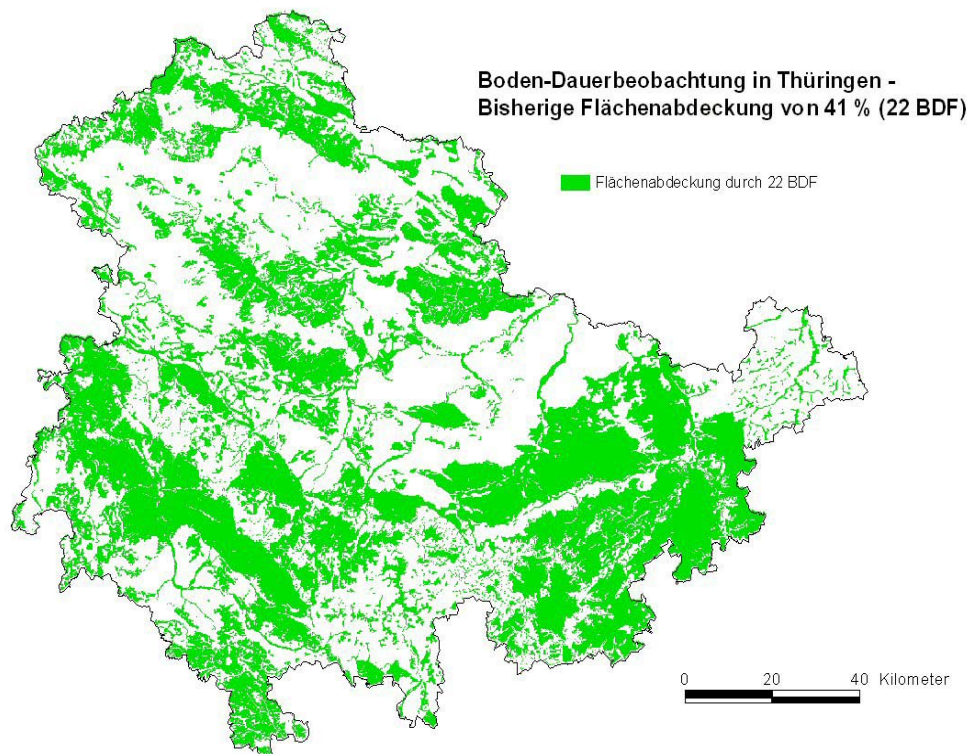 Boden-Dauerbeobachtung in Thüringen -
Bisherige Flächenabdeckung von 41 % (22 BDF)
Flächenabdeckung durch 22 BDF
0 20 40 Kilometer